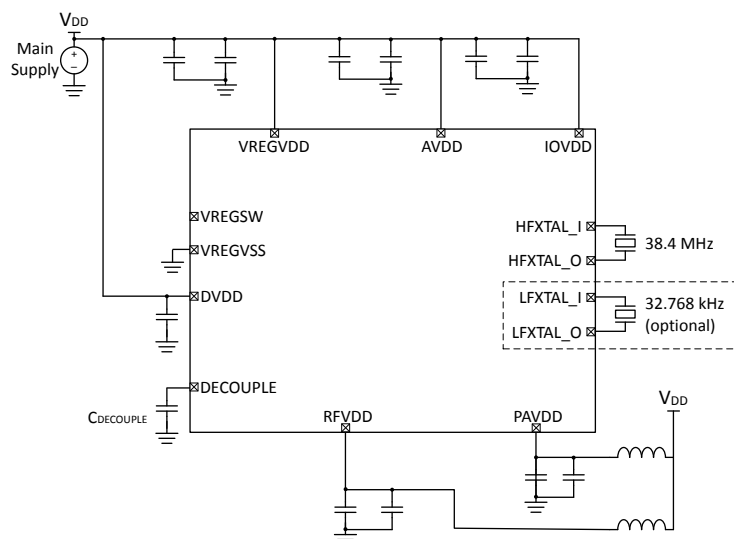 VDD
Main
Supply
+
−
VREGVDD
AVDD
IOVDD
VREGSW
HFXTAL_I
38.4 MHz
VREGVSS
HFXTAL_O
DVDD
LFXTAL_I
32.768 kHz
(optional)
LFXTAL_O
DECOUPLE
CDECOUPLE
RFVDD
PAVDD
VDD